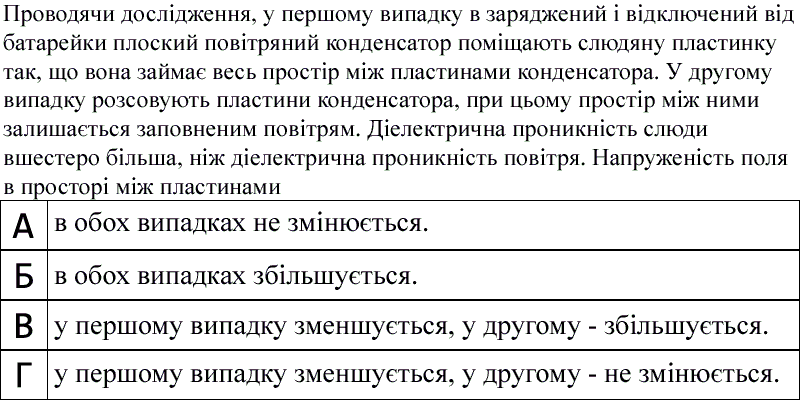 Проводячи дослідження, у першому випадку в заряджений і відключений від
батарейки плоский повітряний конденсатор поміщають слюдяну пластинку
так, що вона займає весь простір між пластинами конденсатора. У другому
випадку розсовують пластини конденсатора, при цьому простір між ними
залишається заповненим повітрям. Діелектрична проникність слюди
вшестеро більша, ніж діелектрична проникність повітря. Напруженість поля
в просторі між пластинами
А в обох випадках не змінюється.
Б в обох випадках збільшується.
В у першому випадку зменшується, у другому - збільшується.
Г у першому випадку зменшується, у другому - не змінюється.